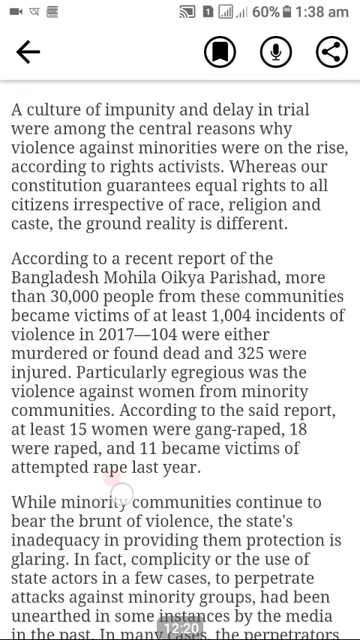 অ 1 60% 1:38 am
A culture of impunity and delay in trial
were among the central reasons why
violence against minorities were on the rise,
according to rights activists. Whereas our
constitution guarantees equal rights to all
citizens irrespective of race, religion and
caste, the ground reality is different.
According to a recent report of the
Bangladesh Mohila Oikya Parishad, more
than 30,000 people from these communities
became victims of at least 1,004 incidents of
violence in 2017—104 were either
murdered or found dead and 325 were
injured. Particularly egregious was the
violence against women from minority
communities. According to the said report,
at least 15 women were gang-raped, 18
were raped, and 11 became victims of
attempted rape last year.
While minority communities continue to
bear the brunt of violence, the state's
inadequacy in providing them protection is
glaring. In fact, complicity or the use of
state actors in a few cases, to perpetrate
attacks against minority groups, had been
unearthed in some instances by the media
in the past. In many cases, the perpetrators
12:20